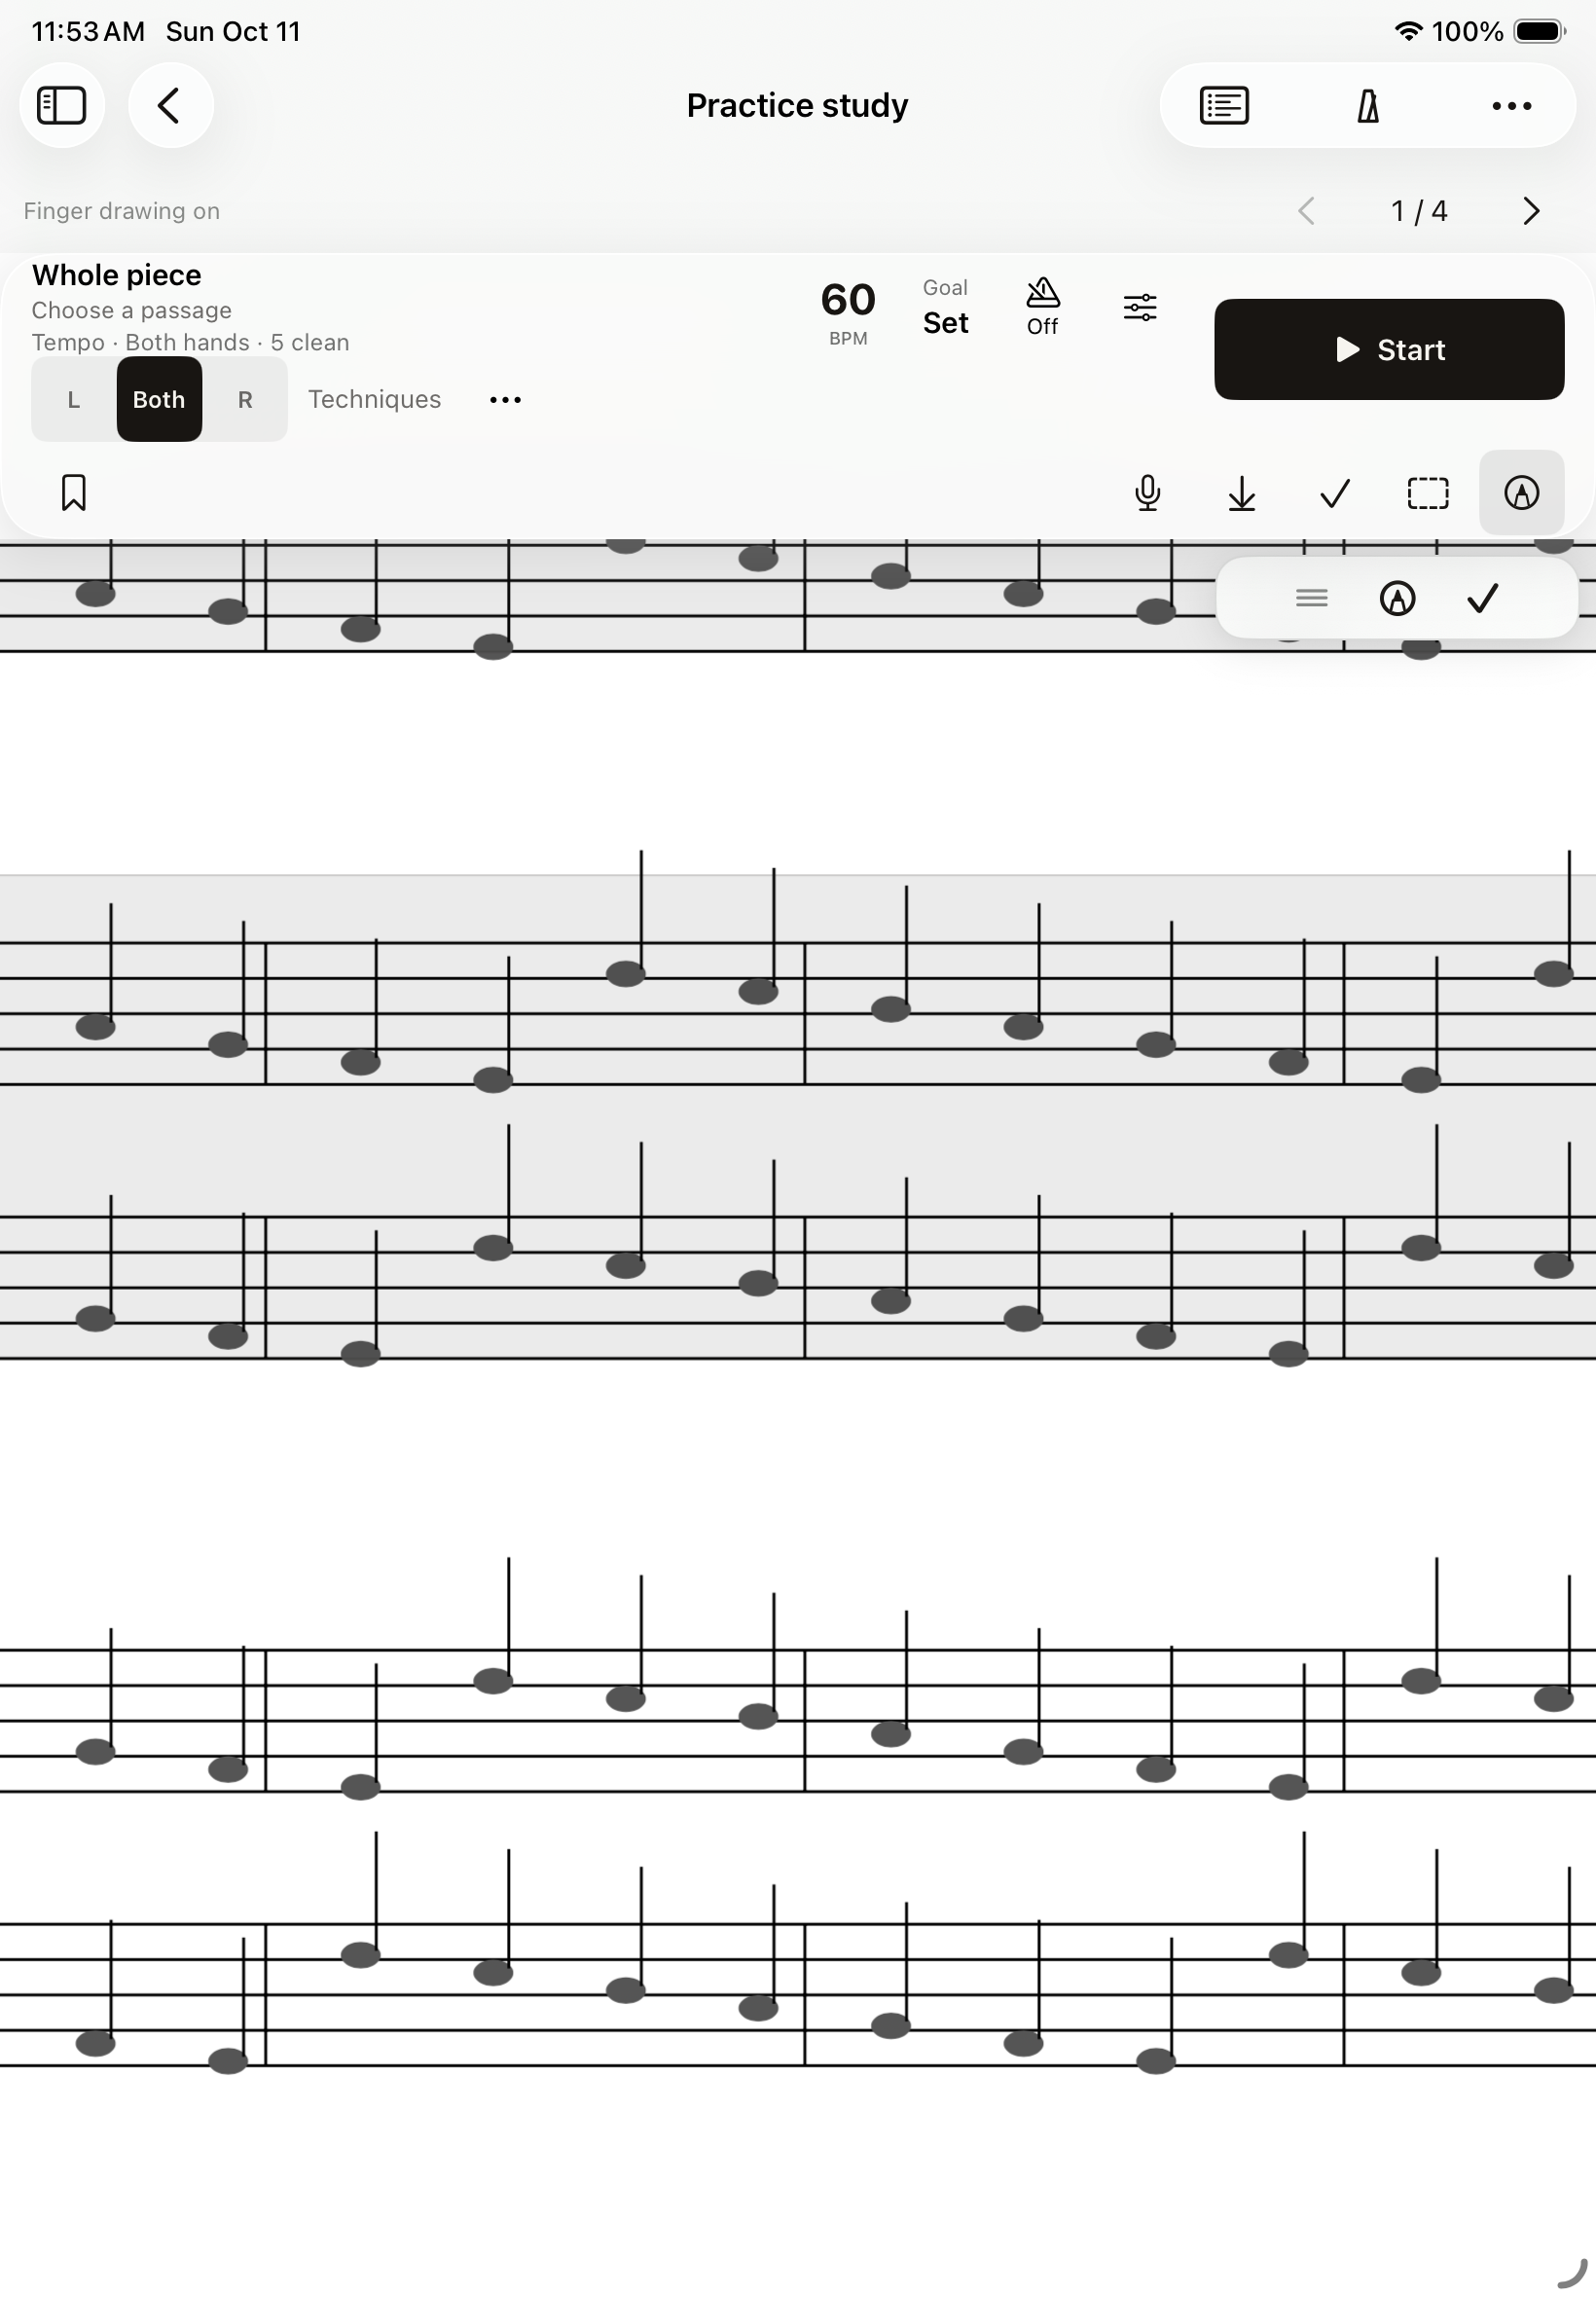 11:53 AM Sun Oct 11
100%
Practice study
Finger drawing on
1 / 4
Whole piece
Choose a passage
Tempo · Both hands · 5 clean
60
BPM
Goal
Set
Off
Start
L
Both
R
Techniques